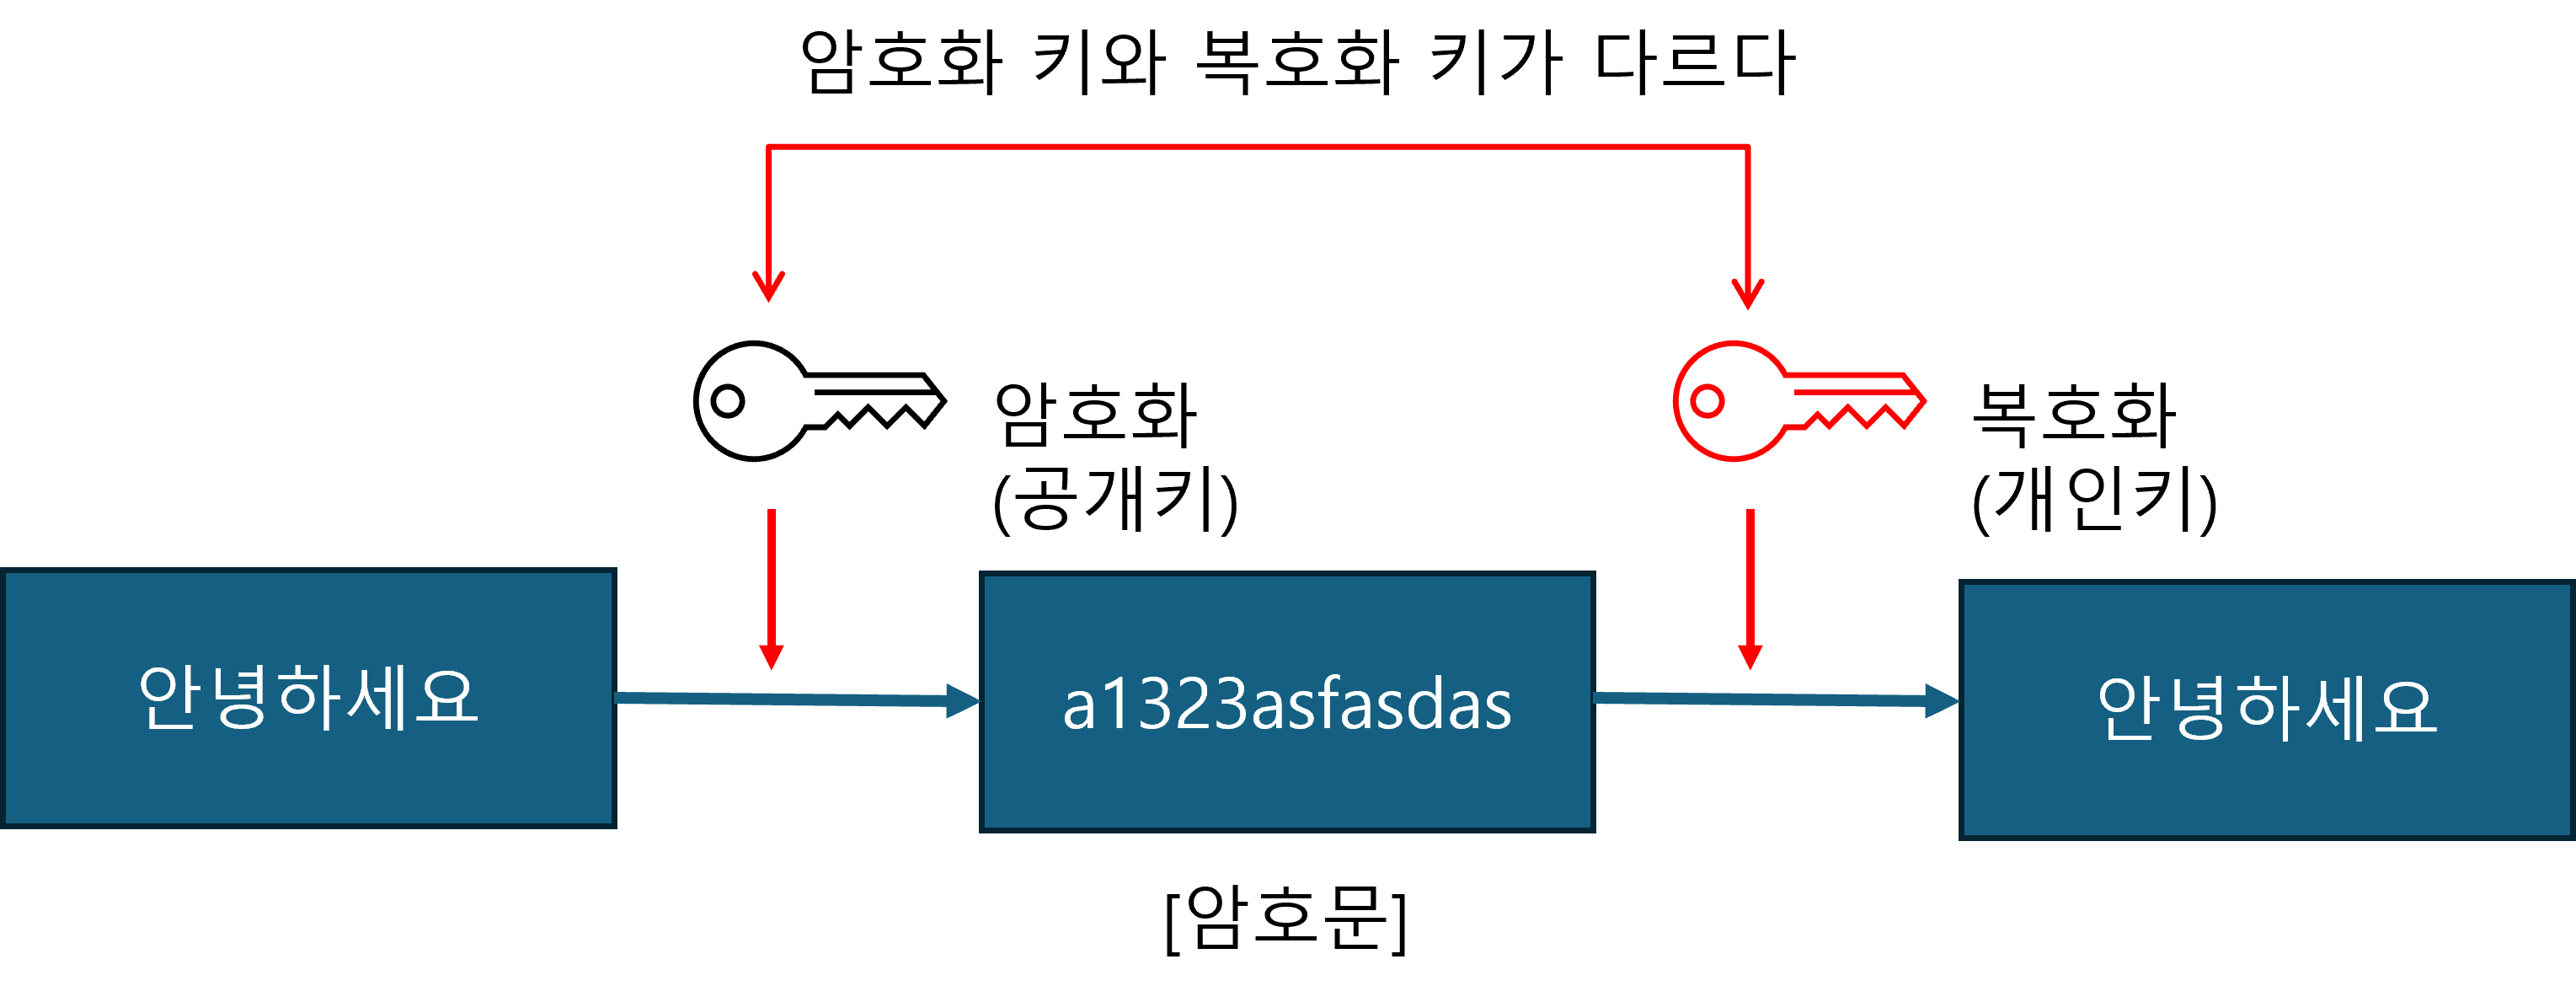 암호화 키와 복호화 키가 다르다
암호화
(공개키)
복호화
(개인키)
안녕하세요
a1323asfasdas
안녕하세요
[암호문]